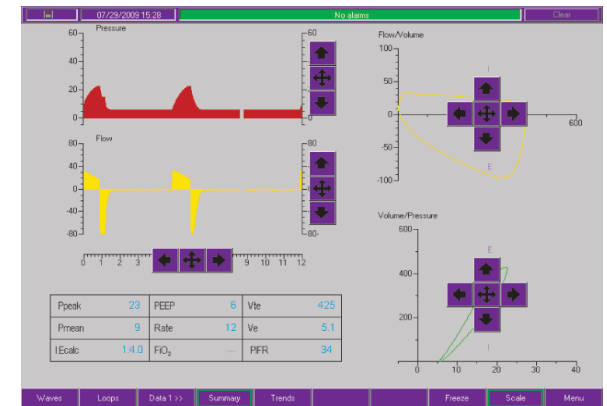 07/29/2009 15:28 No alarms Clear
Pressure
60 60
40
20
0 0
Flow
80 80
40
0
-40
-80 -80
0 1 2 3 9 10 11 12
Flow/Volume
100
50
0 600
-50
-100
I
E
Volume/Pressure
600
400
200
0 10 20 30 40
E
I
Ppeak 23 PEEP 6 Vte 425
Pmean 9 Rate 12 Ve 5.1
I:Ecalc 1:4.0 FiO₂ --- PIFR 34
Waves Loops Data 1 >> Summary Trends Freeze Scale Menu